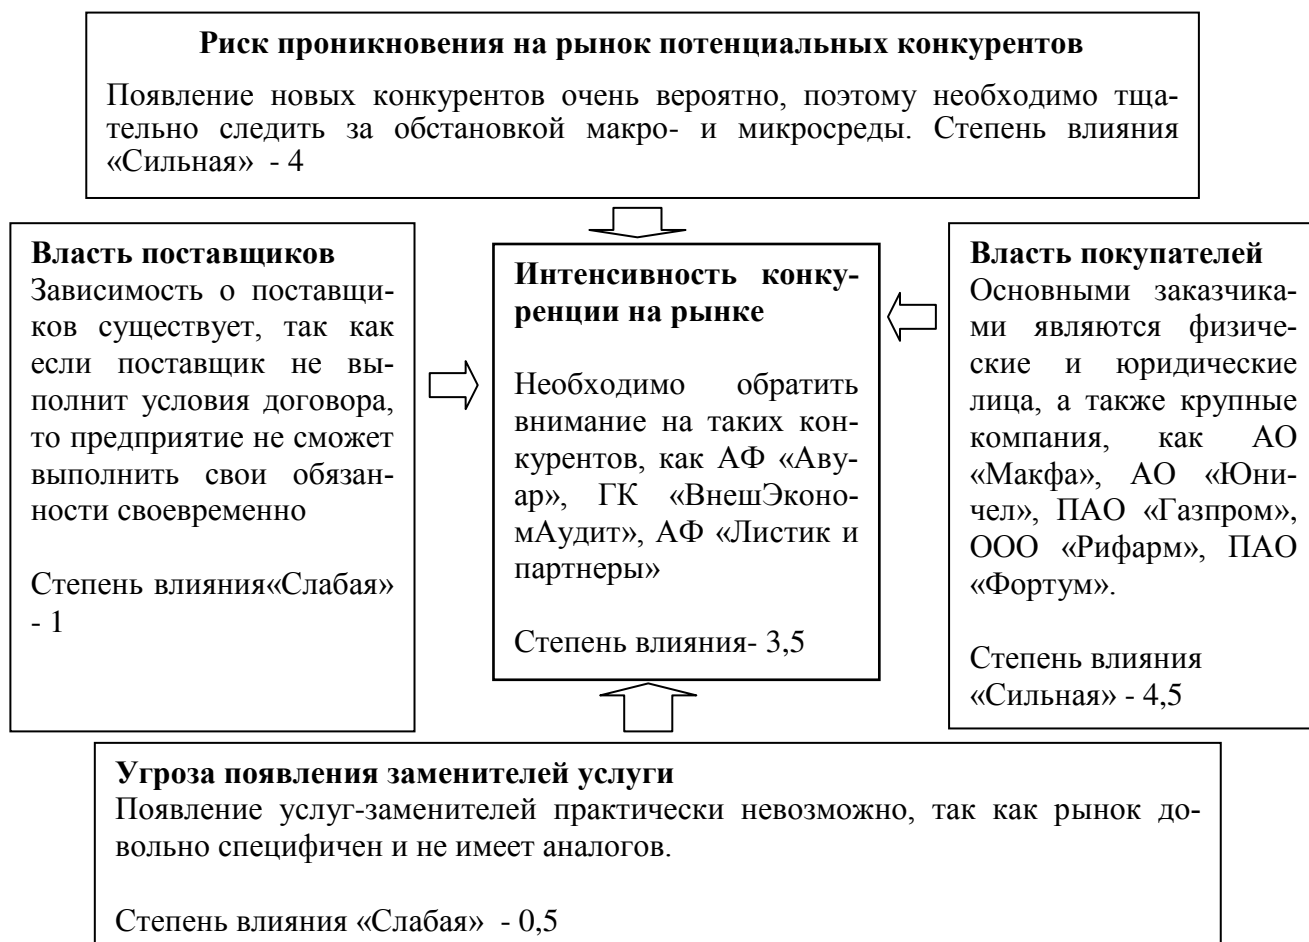 Риск проникновения на рынок потенциальных конкурентов
Появление новых конкурентов очень вероятно, поэтому необходимо тща-
тельно следить за обстановкой макро- и микросреды. Степень влияния
«Сильная»  - 4
Власть поставщиков
Зависимость о поставщи-
ков существует, так как
если поставщик не вы-
полнит условия договора,
то предприятие не сможет
выполнить свои обязан-
ности своевременно
Степень влияния«Слабая»
- 1
Интенсивность конку-
ренции на рынке
Необходимо обратить
внимание на таких кон-
курентов, как АФ «Аву-
ар», ГК «ВнешЭконо-
мАудит», АФ «Листик и
партнеры»
Степень влияния- 3,5
Власть покупателей
Основными заказчика-
ми являются физиче-
ские и юридические
лица, а также крупные
компания, как АО
«Макфа», АО «Юни-
чел», ПАО «Газпром»,
ООО «Рифарм», ПАО
«Фортум».
Степень влияния
«Сильная» - 4,5
Угроза появления заменителей услуги
Появление услуг-заменителей практически невозможно, так как рынок до-
вольно специфичен и не имеет аналогов.
Степень влияния «Слабая»  - 0,5